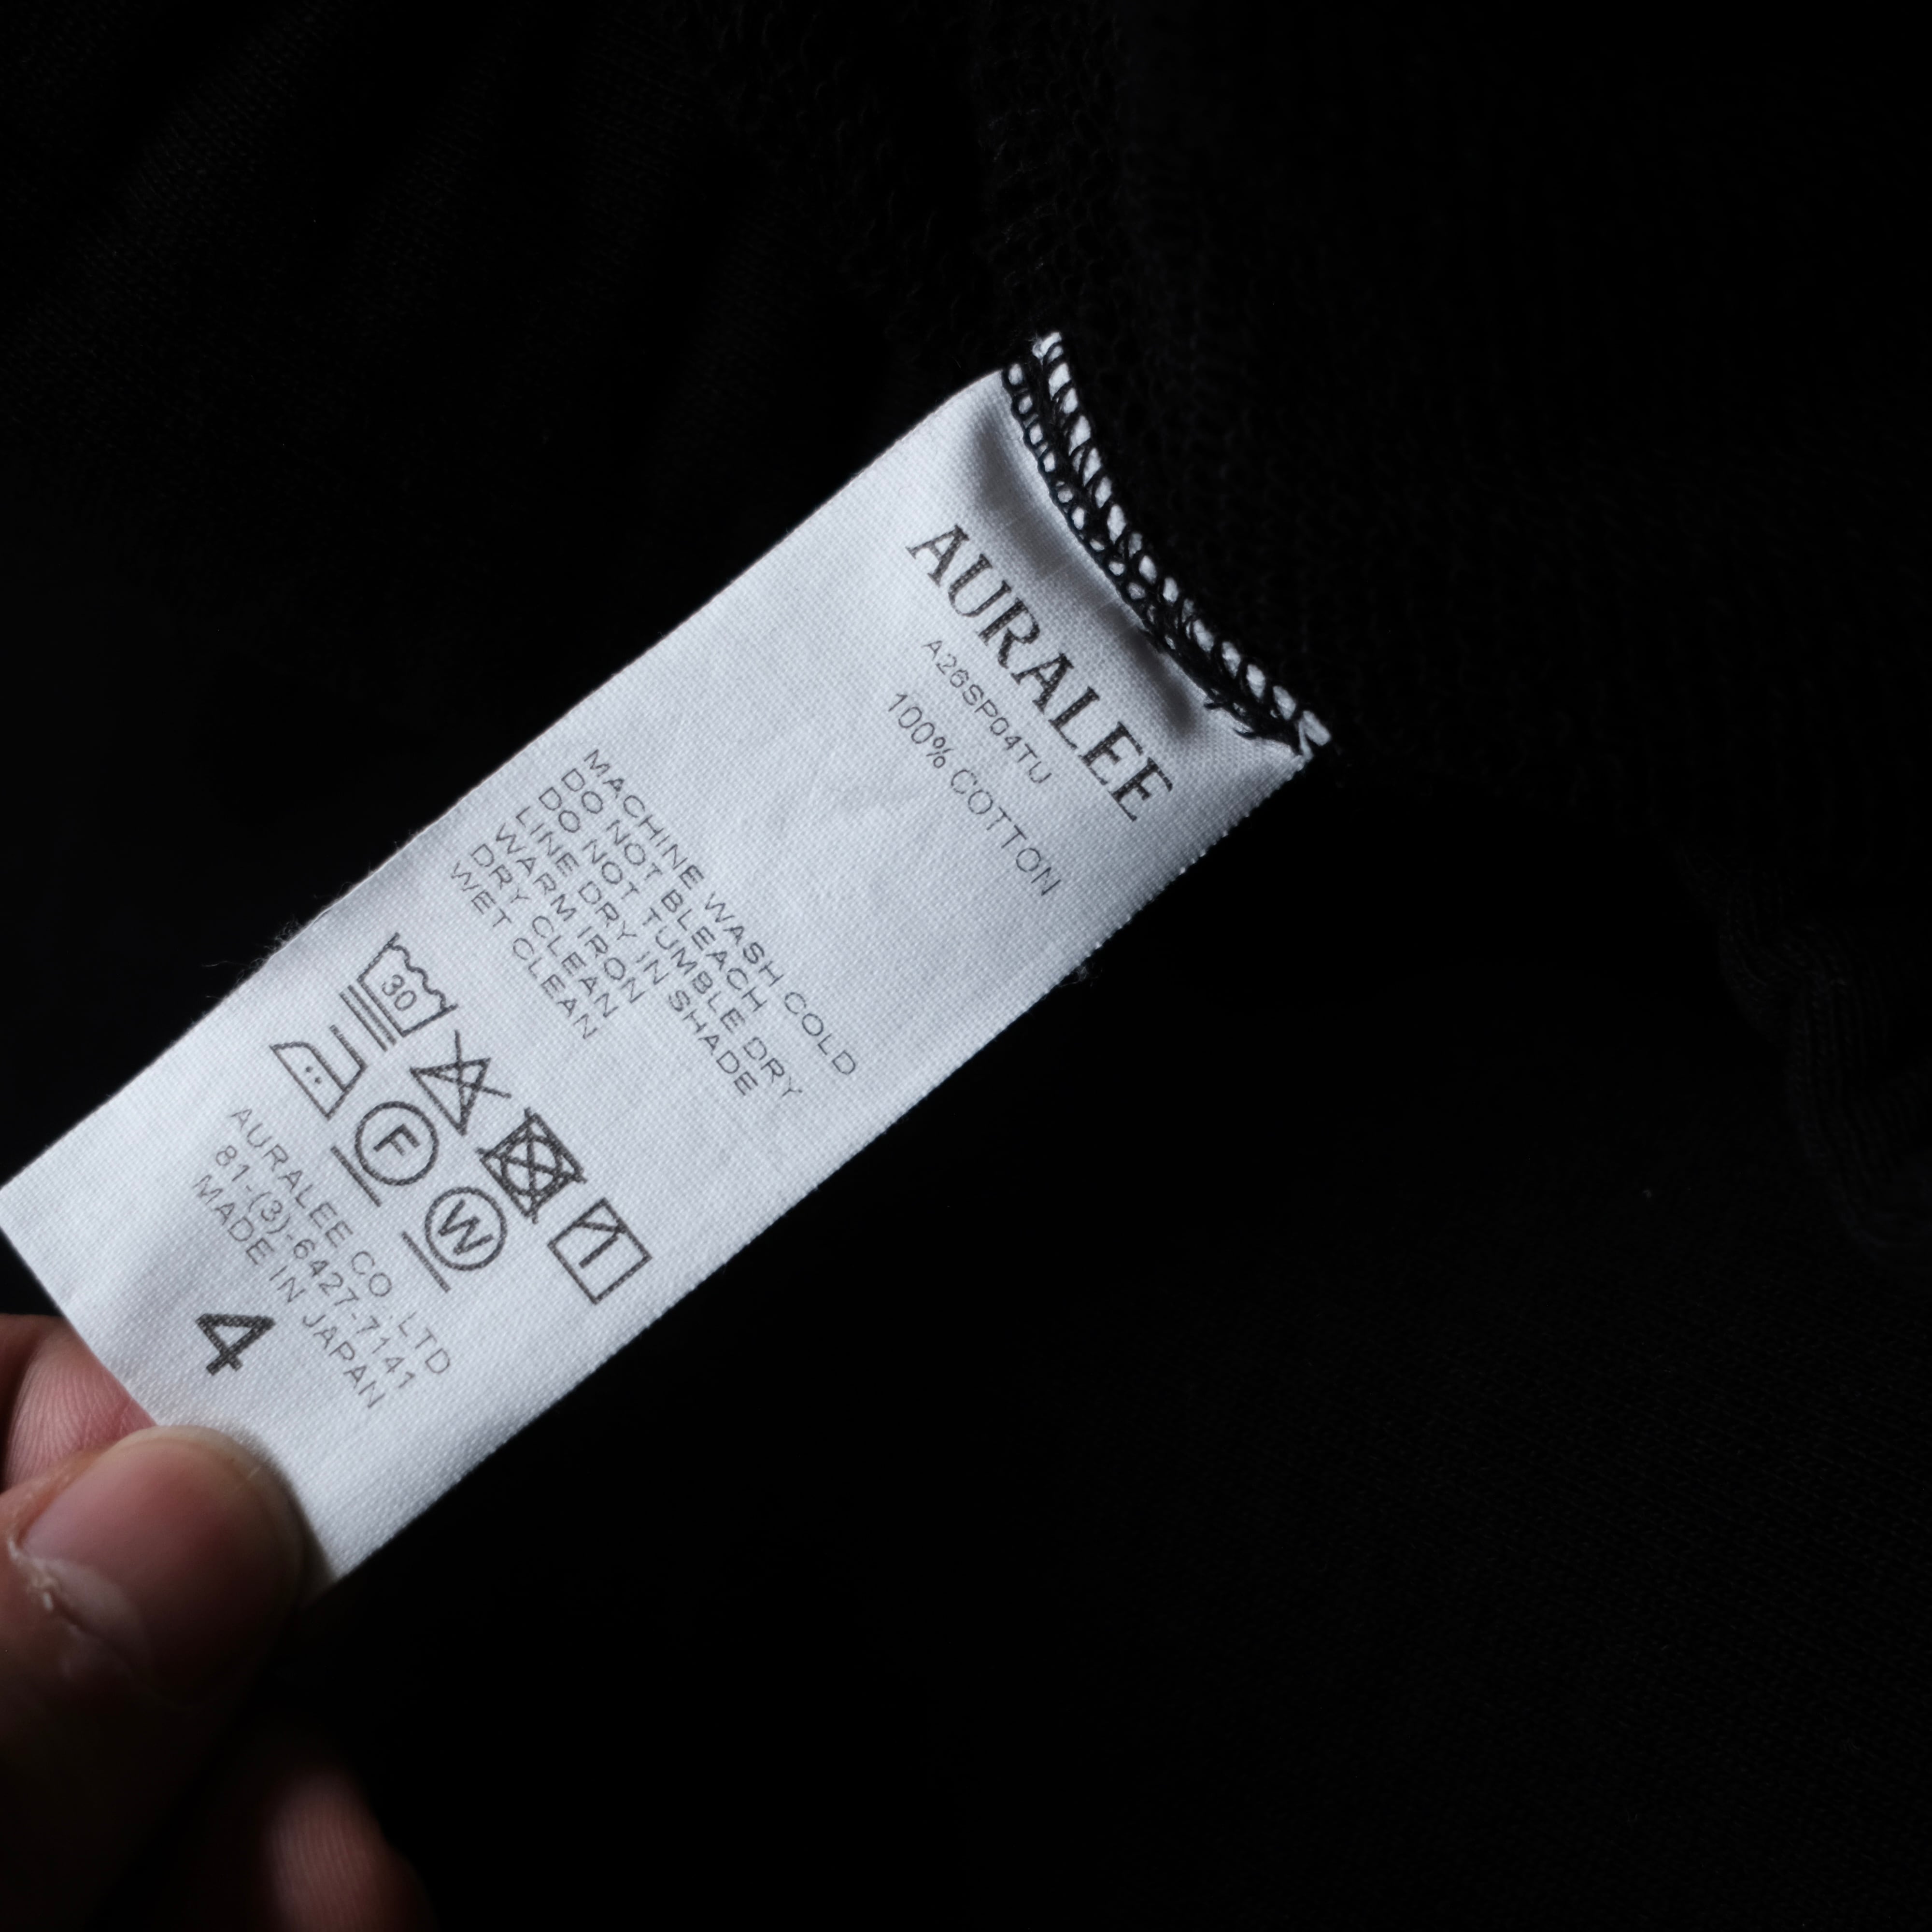 AURALEE
A26SP04TU
100% COTTON
MACHINE WASH COLD
DO NOT BLEACH
DO NOT TUMBLE DRY
LINE DRY IN SHADE
WARM IRON
DRY CLEAN
WET CLEAN
30
F
W
AURALEE CO., LTD
81-(3)-6427-7141
MADE IN JAPAN
4